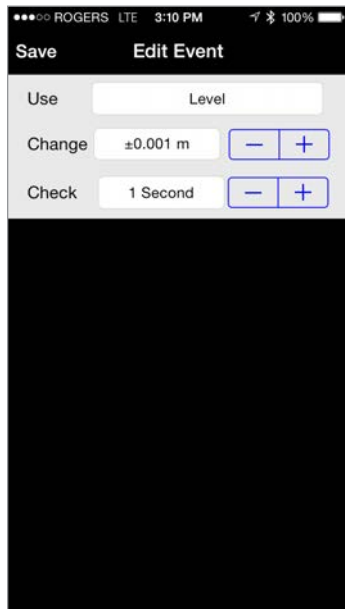 ROGERS LTE 3:10 PM 100%
Save Edit Event
Use Level
Change ±0.001 m − +
Check 1 Second − +